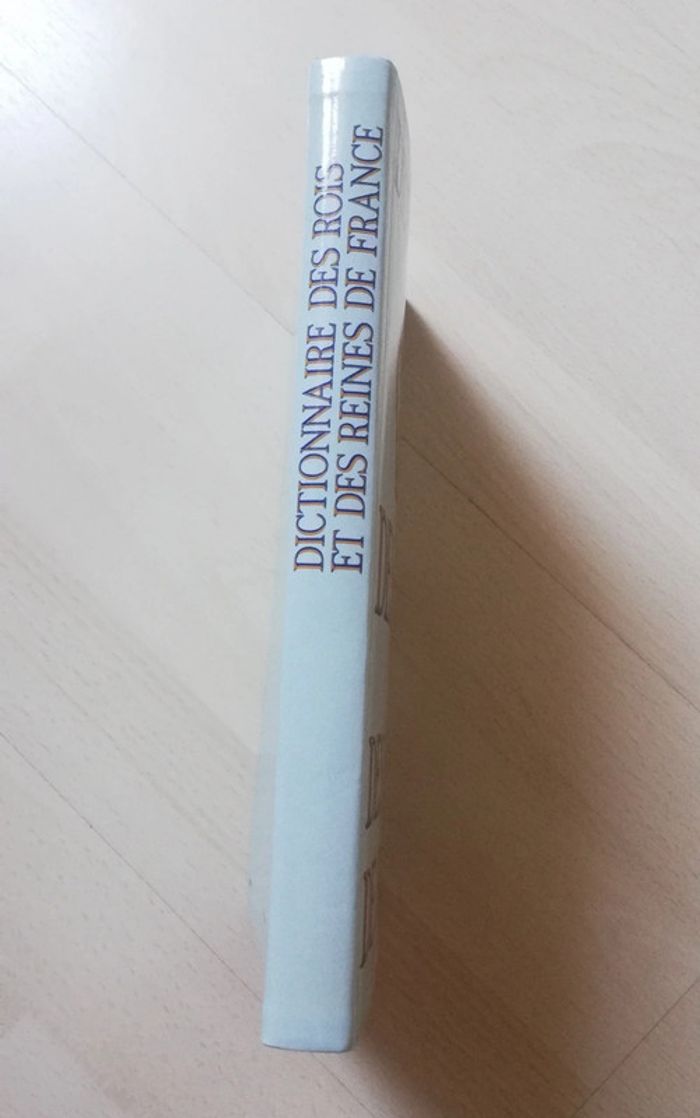 DICTIONNAIRE DES ROIS
ET DES REINES DE FRANCE